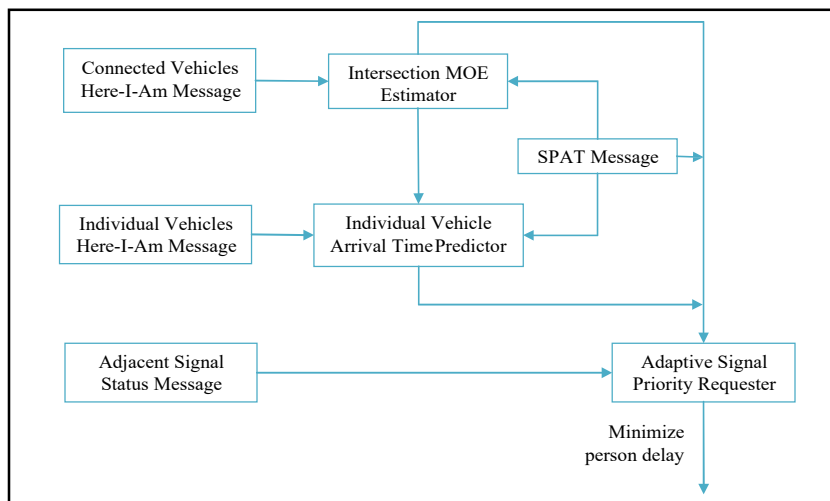 Connected Vehicles
Here-I-Am Message
Intersection MOE
Estimator
SPAT Message
Individual Vehicles
Here-I-Am Message
Individual Vehicle
Arrival Time Predictor
Adjacent Signal
Status Message
Adaptive Signal
Priority Requester
Minimize
person delay